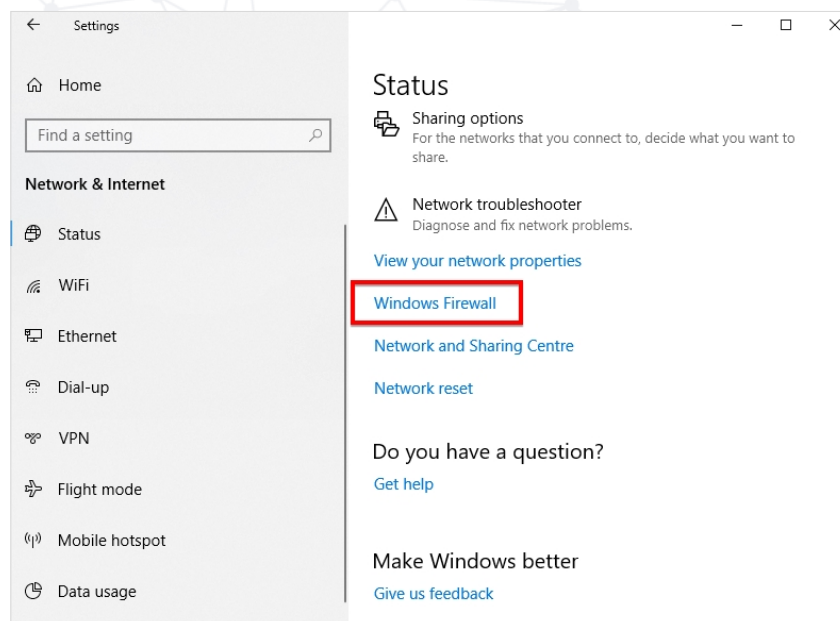 Settings
Home
Find a setting
Network & Internet
Status
WiFi
Ethernet
Dial-up
VPN
Flight mode
Mobile hotspot
Data usage
Status
Sharing options
For the networks that you connect to, decide what you want to
share.
Network troubleshooter
Diagnose and fix network problems.
View your network properties
Windows Firewall
Network and Sharing Centre
Network reset
Do you have a question?
Get help
Make Windows better
Give us feedback